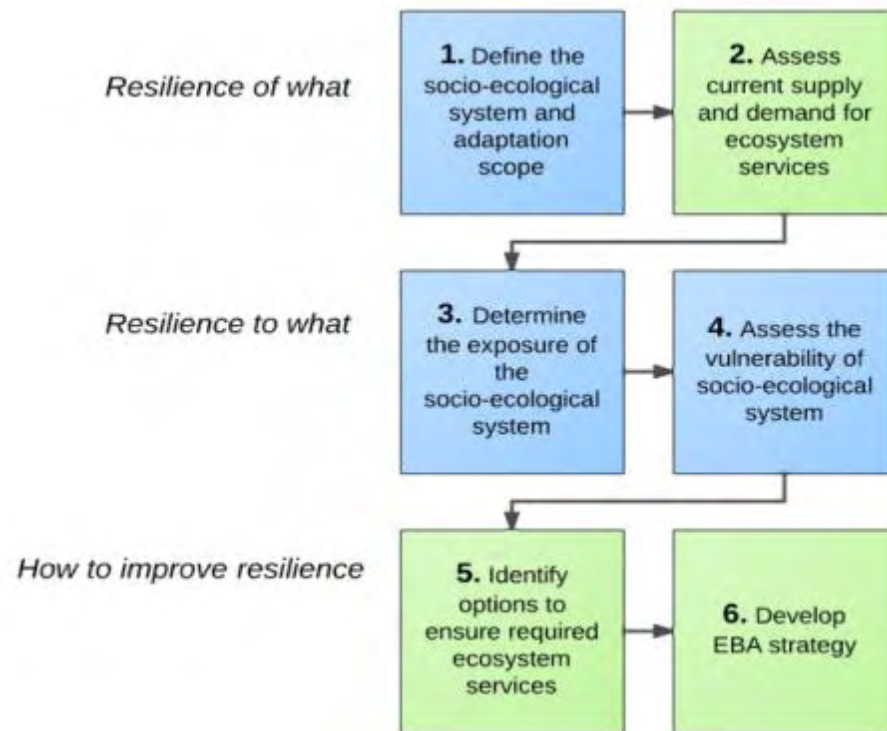 Resilience of what
1. Define the
socio-ecological
system and
adaptation
scope
2. Assess
current supply
and demand for
ecosystem
services
Resilience to what
3. Determine
the exposure of
the
socio-ecological
system
4. Assess the
vulnerability of
socio-ecological
system
How to improve resilience
5. Identify
options to
ensure required
ecosystem
services
6. Develop
EBA strategy